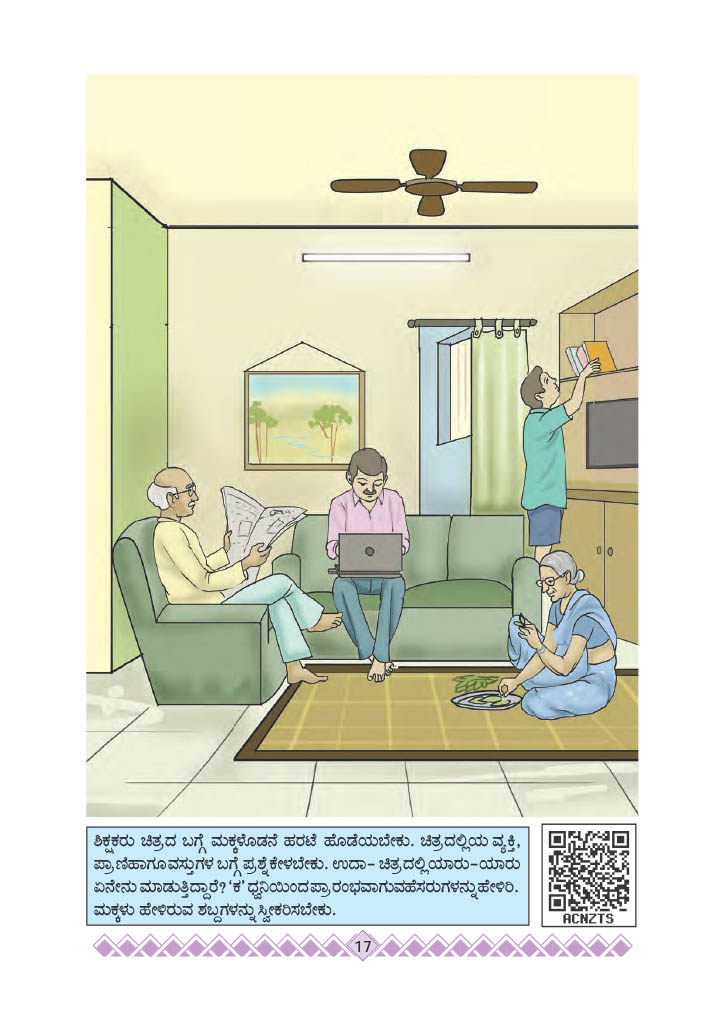 ಶಿಕ್ಷಕರು ಚಿತ್ರದ ಬಗ್ಗೆ ಮಕ್ಕಳೊಡನೆ ಹರಟೆ ಹೊಡೆಯಬೇಕು. ಚಿತ್ರದಲ್ಲಿಯ ವ್ಯಕ್ತಿ,
ಪ್ರಾಣಿಹಾಗೂವಸ್ತುಗಳ ಬಗ್ಗೆ ಪ್ರಶ್ನೆಕೇಳಬೇಕು. ಉದಾ– ಚಿತ್ರದಲ್ಲಿಯಾರು–ಯಾರು
ಏನೇನು ಮಾಡುತ್ತಿದ್ದಾರೆ? ‘ಕ’ ಧ್ವನಿಯಿಂದಪ್ರಾರಂಭವಾಗುವಹೆಸರುಗಳನ್ನುಹೇಳಿರಿ.
ಮಕ್ಕಳು ಹೇಳಿರುವ ಶಬ್ದಗಳನ್ನುಸ್ವೀಕರಿಸಬೇಕು.
ACNZTS
17